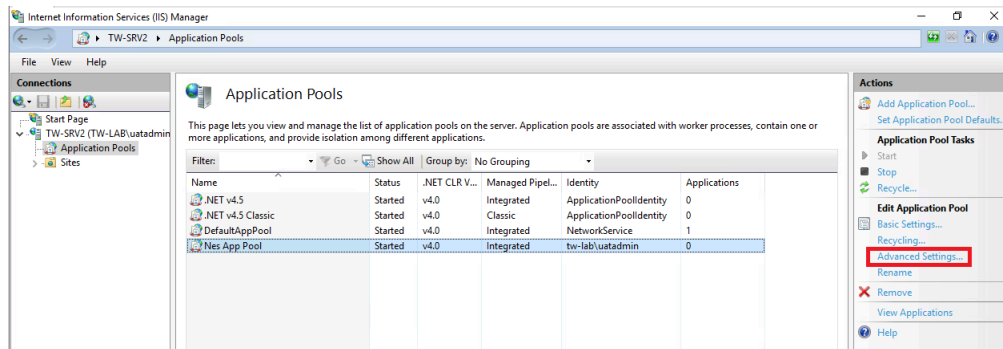 Internet Information Services (IIS) Manager
TW-SRV2 Application Pools
File View Help
Connections
Start Page
TW-SRV2 (TW-LAB\uatadmin
Application Pools
Sites
Application Pools
This page lets you view and manage the list of application pools on the server. Application pools are associated with worker processes, contain one or
more applications, and provide isolation among different applications.
Filter: Go Show All Group by: No Grouping
Name Status .NET CLR V... Managed Pipel... Identity Applications
.NET v4.5 Started v4.0 Integrated ApplicationPoolIdentity 0
.NET v4.5 Classic Started v4.0 Classic ApplicationPoolIdentity 0
DefaultAppPool Started v4.0 Integrated NetworkService 1
Nes App Pool Started v4.0 Integrated tw-lab\uatadmin 0
Actions
Add Application Pool...
Set Application Pool Defaults.
Application Pool Tasks
Start
Stop
Recycle...
Edit Application Pool
Basic Settings...
Recycling...
Advanced Settings...
Rename
Remove
View Applications
Help